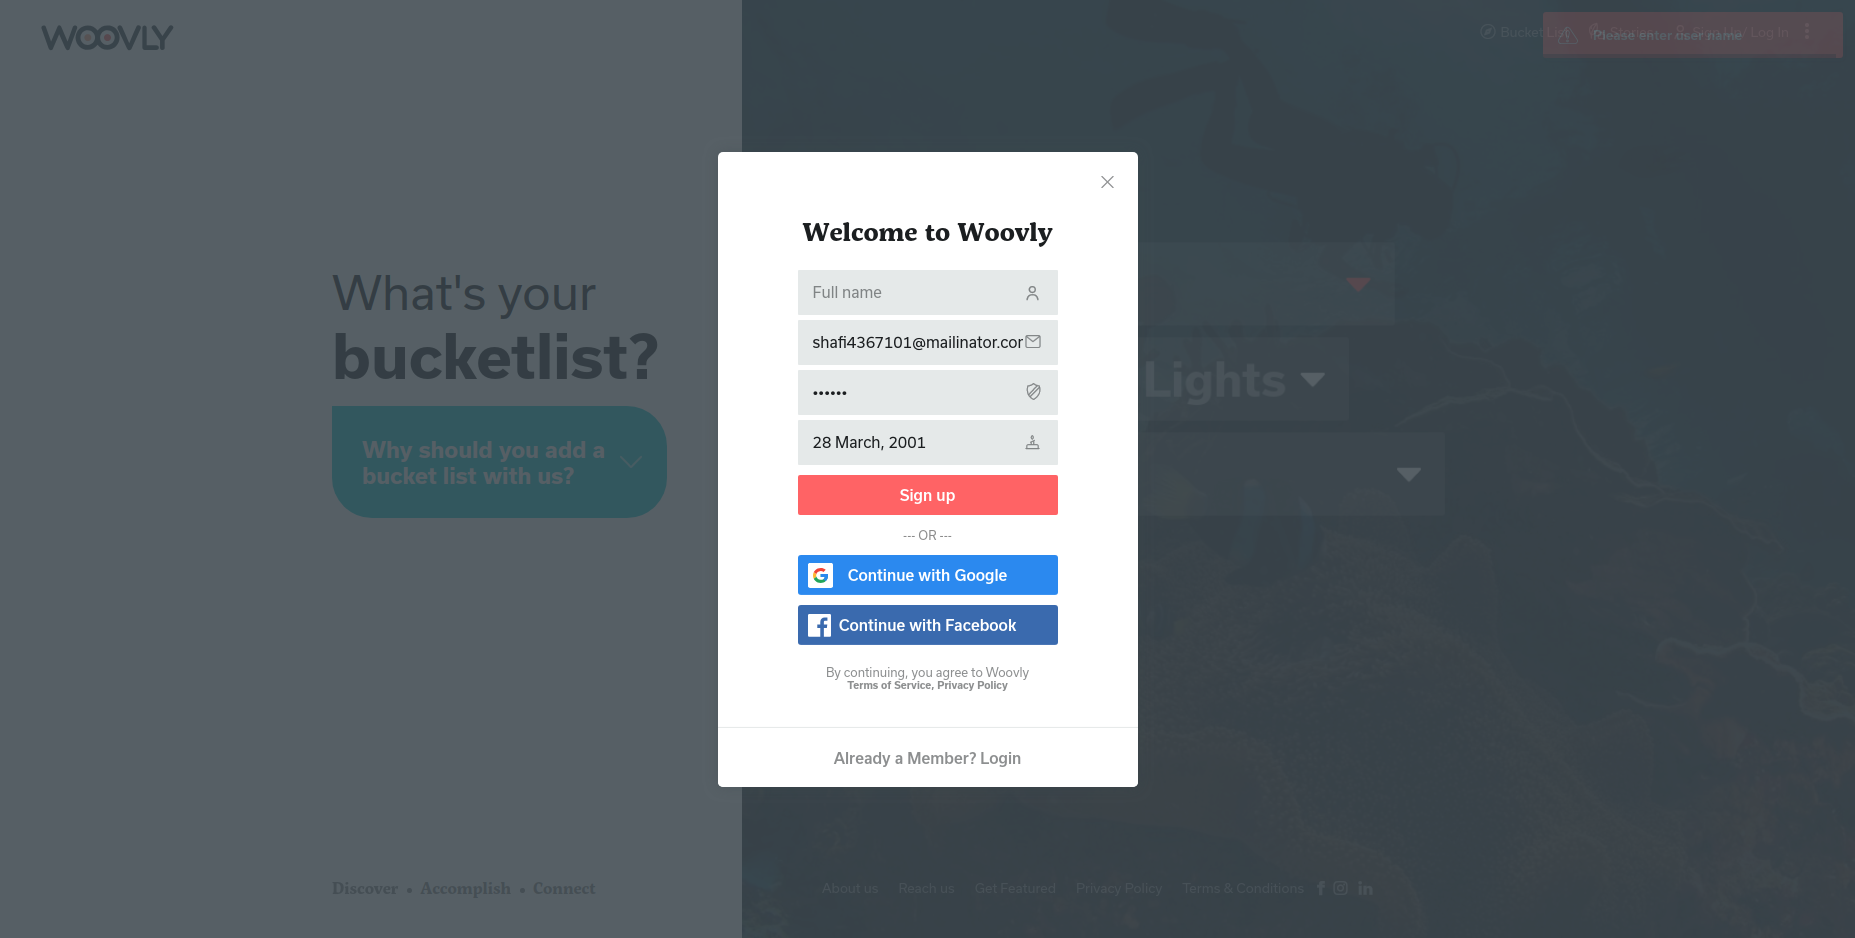 WOOVLY
Bucket List
Sign Up/ Log In
Please enter user name
What's your
bucketlist?
Why should you add a
bucket list with us?
Lights
Welcome to Woovly
Full name
shafi4367101@mailinator.cor
••••••
28 March, 2001
Sign up
--- OR ---
Continue with Google
Continue with Facebook
By continuing, you agree to Woovly
Terms of Service, Privacy Policy
Already a Member? Login
Discover • Accomplish • Connect
About us Reach us Get Featured Privacy Policy Terms & Conditions